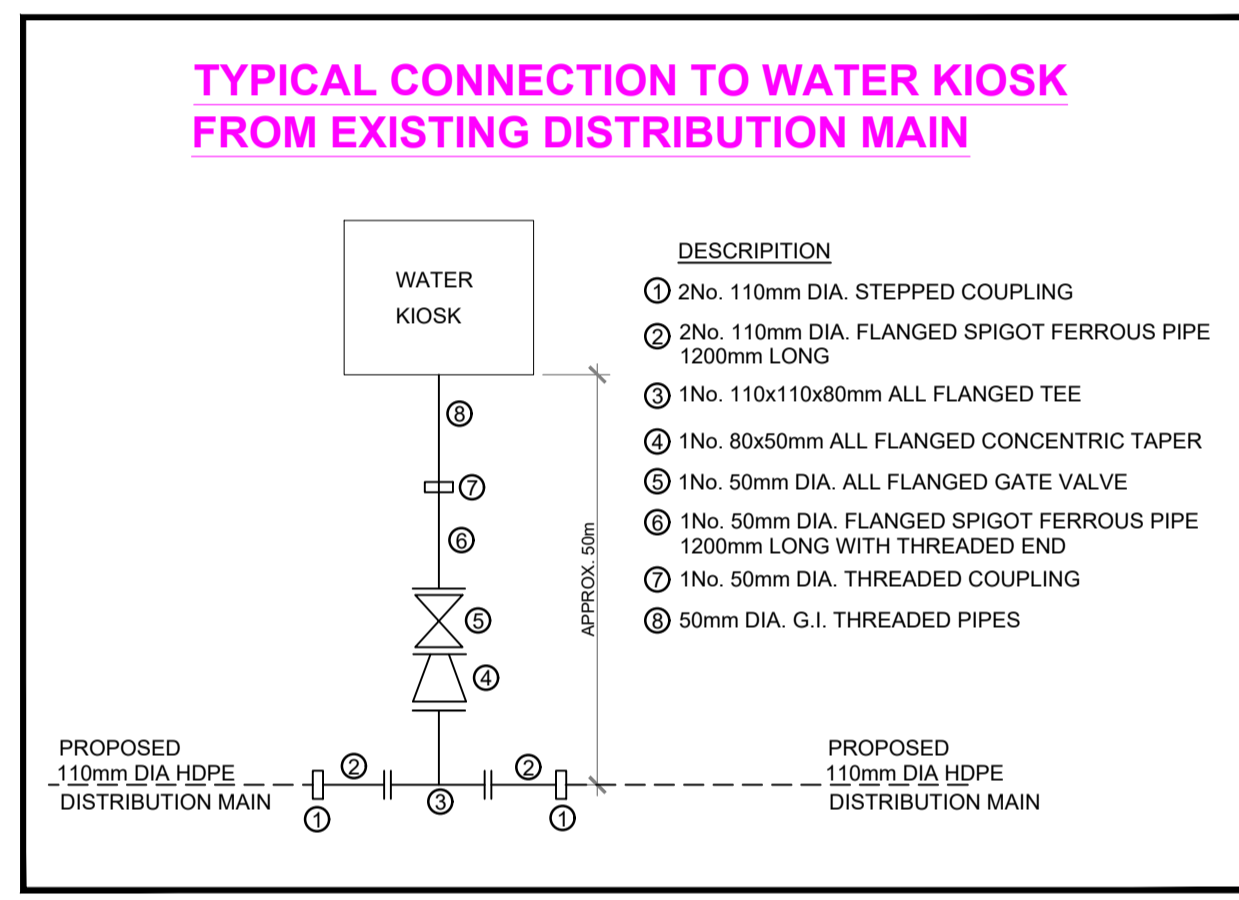 TYPICAL CONNECTION TO WATER KIOSK
FROM EXISTING DISTRIBUTION MAIN
WATER
KIOSK
DESCRIPITION
1 2No. 110mm DIA. STEPPED COUPLING
2 2No. 110mm DIA. FLANGED SPIGOT FERROUS PIPE
1200mm LONG
3 1No. 110x110x80mm ALL FLANGED TEE
4 1No. 80x50mm ALL FLANGED CONCENTRIC TAPER
5 1No. 50mm DIA. ALL FLANGED GATE VALVE
6 1No. 50mm DIA. FLANGED SPIGOT FERROUS PIPE
1200mm LONG WITH THREADED END
7 1No. 50mm DIA. THREADED COUPLING
8 50mm DIA. G.I. THREADED PIPES
8
7
6
5
4
APPROX. 50m
PROPOSED
110mm DIA HDPE
DISTRIBUTION MAIN
2
2
3
1
1
PROPOSED
110mm DIA HDPE
DISTRIBUTION MAIN